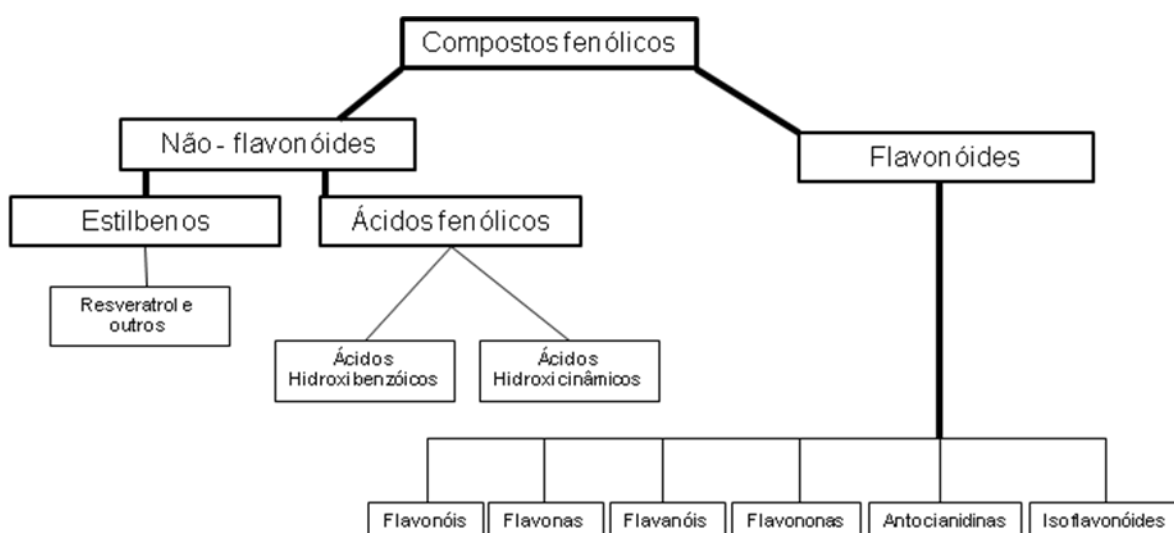 Compostos fenólicos
Não - flavonóides
Flavonóides
Estilbenos
Ácidos fenólicos
Resveratrol e
outros
Ácidos
Hidroxibenzóicos
Ácidos
Hidroxicinâmicos
Flavonóis
Flavonas
Flavanóis
Flavononas
Antocianidinas
Isoflavonóides